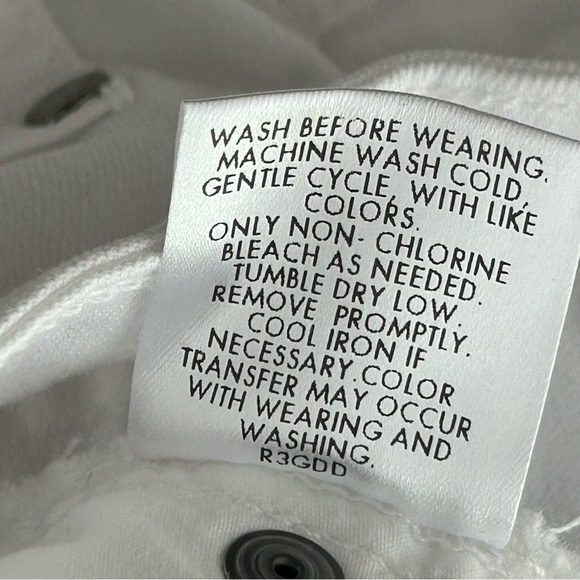 WASH BEFORE WEARING.
MACHINE WASH COLD,
GENTLE CYCLE, WITH LIKE
COLORS.
ONLY NON- CHLORINE
BLEACH AS NEEDED.
TUMBLE DRY LOW.
REMOVE PROMPTLY.
COOL IRON IF
NECESSARY.COLOR
TRANSFER MAY OCCUR
WITH WEARING AND
WASHING.
R3GDD